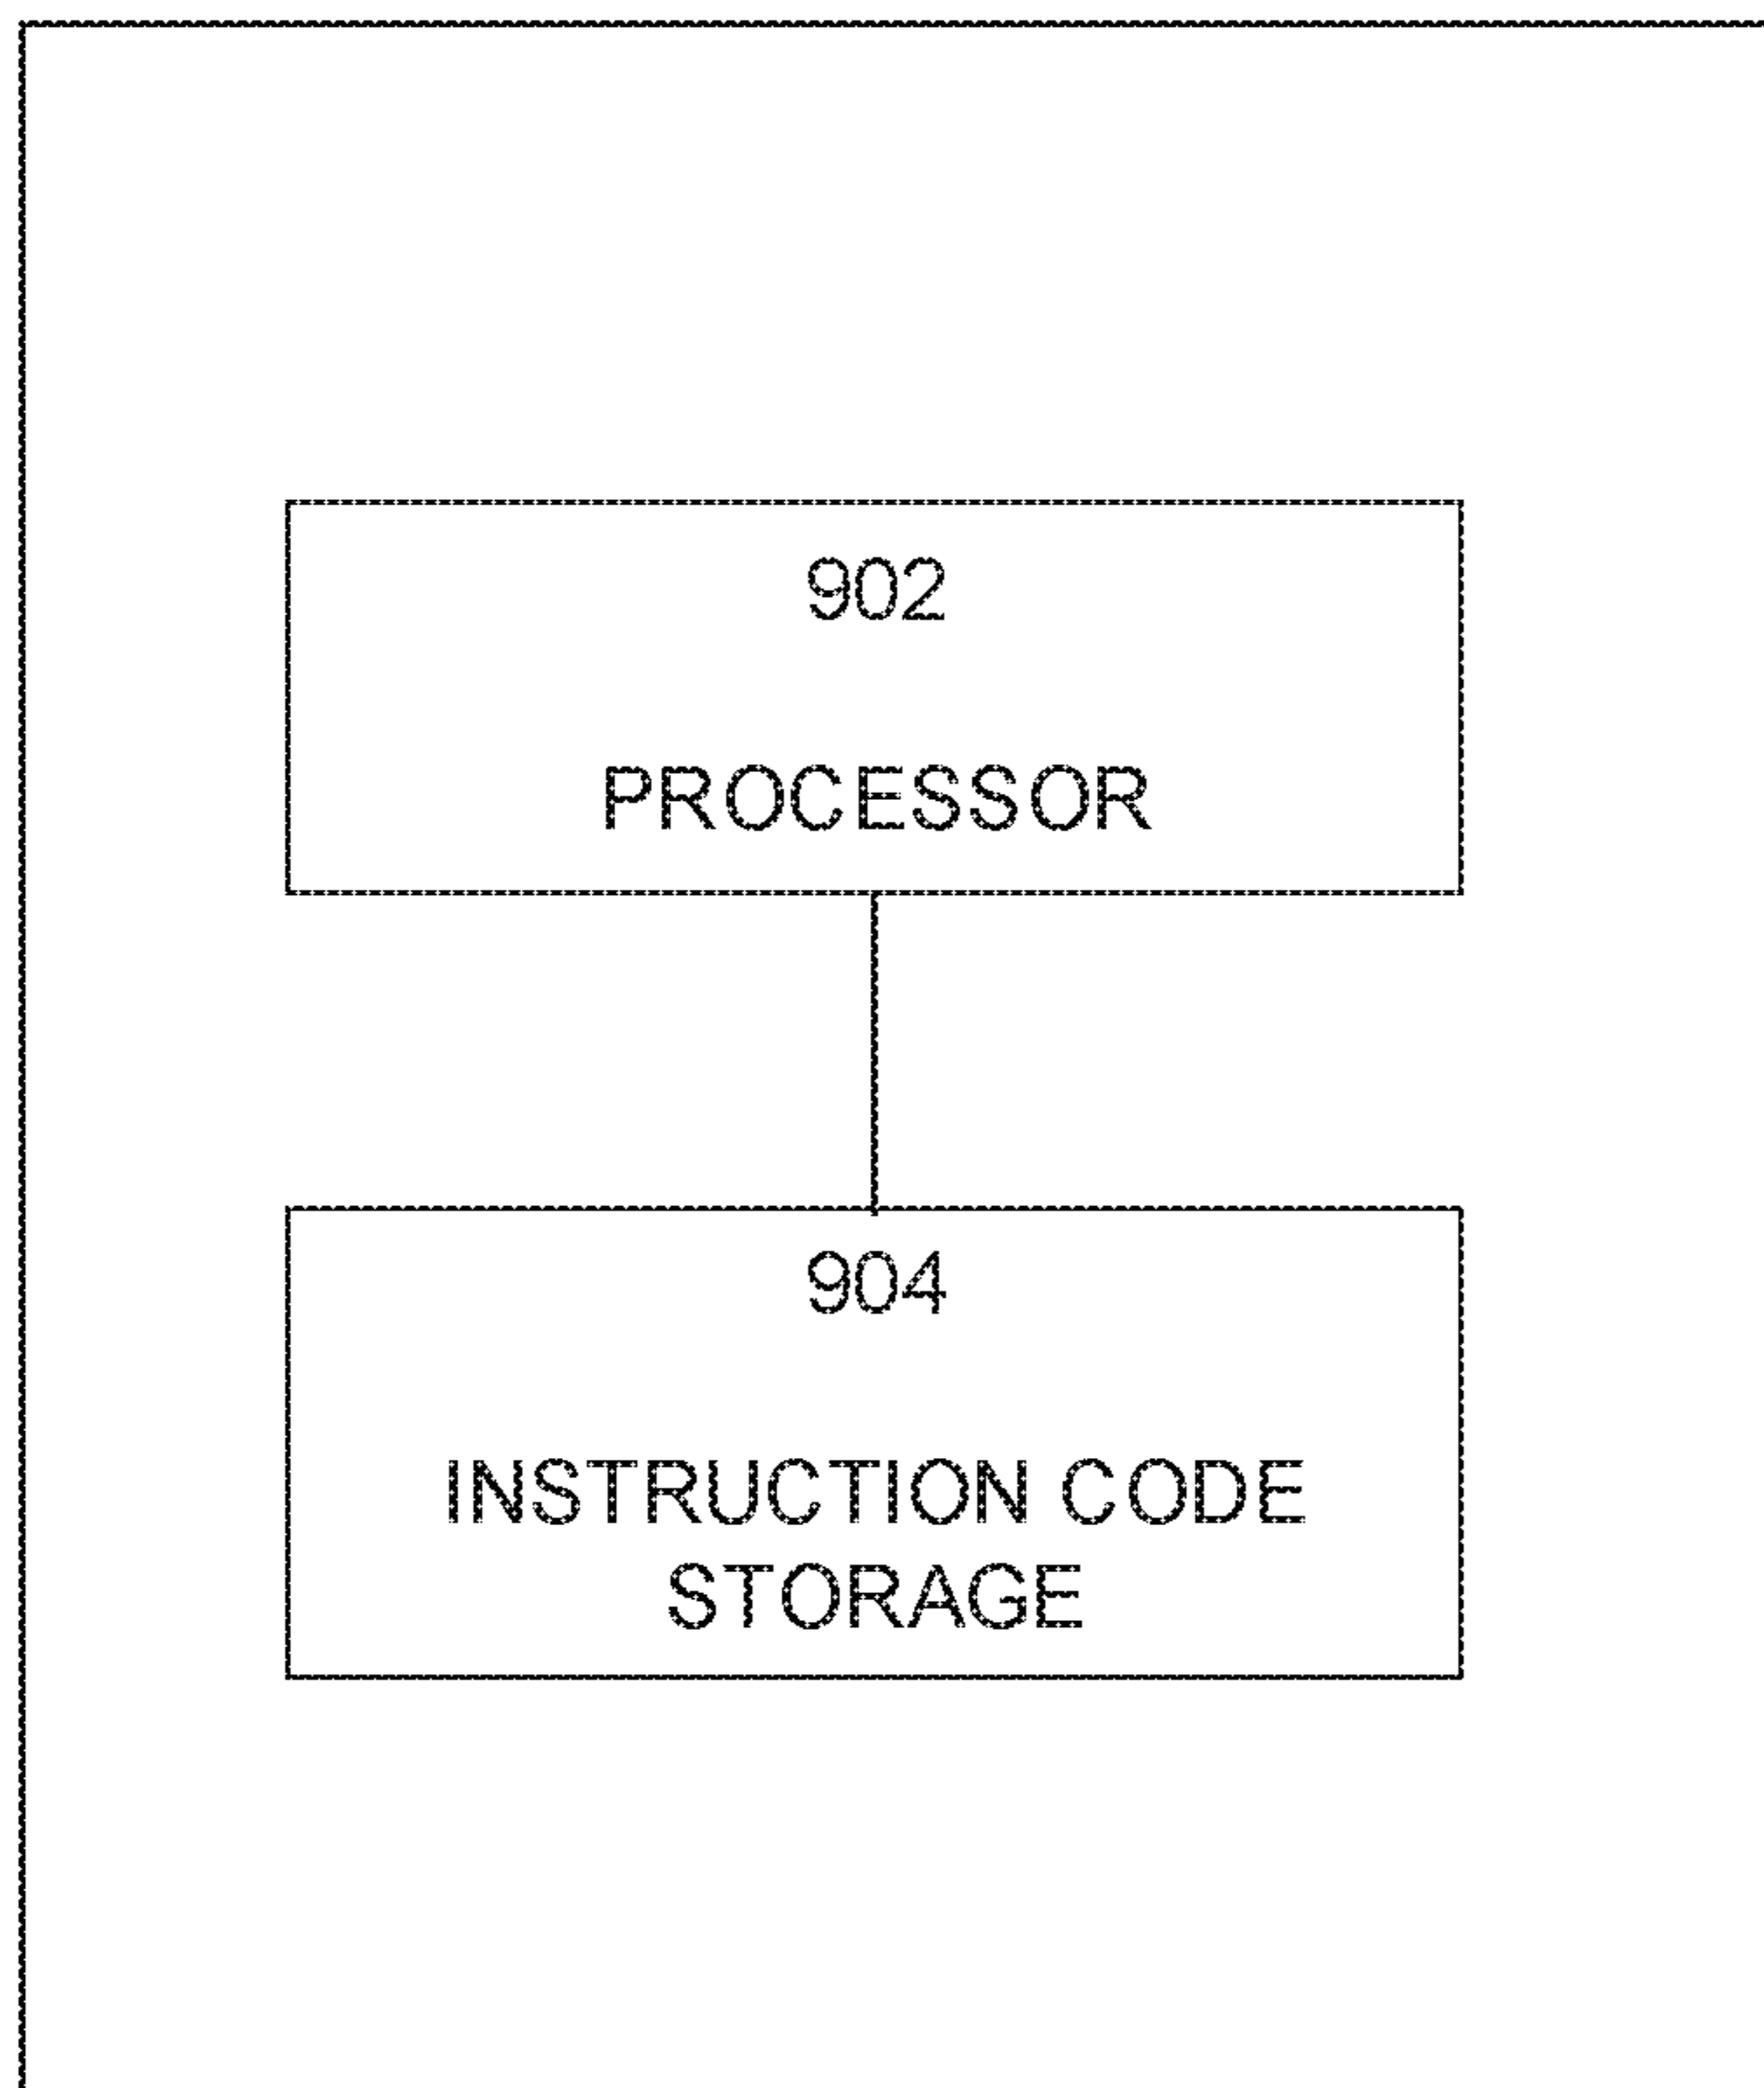 902
PROCESSOR
904
INSTRUCTION CODE
STORAGE